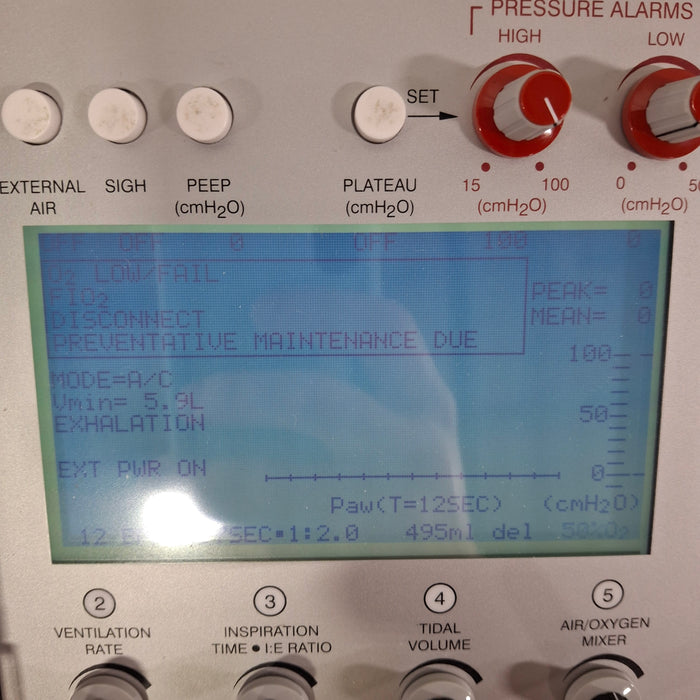 PRESSURE ALARMS
HIGH LOW
SET
EXTERNAL AIR
SIGH
PEEP (cmH2O)
PLATEAU (cmH2O)
15 100
(cmH2O)
0
(cmH2O)
OFF 0 OFF 100 0
O2 LOW/FAIL
FIO2
DISCONNECT
PREVENTATIVE MAINTENANCE DUE
PEAK= 0
MEAN= 0
100
MODE=A/C
Vmin= 5.9L
EXHALATION
50
EXT PWR ON
0
Paw(T=12SEC) (cmH2O)
12 SEC 1:2.0 495ml del 50%O2
2
VENTILATION
RATE
3
INSPIRATION
TIME • I:E RATIO
4
TIDAL
VOLUME
5
AIR/OXYGEN
MIXER